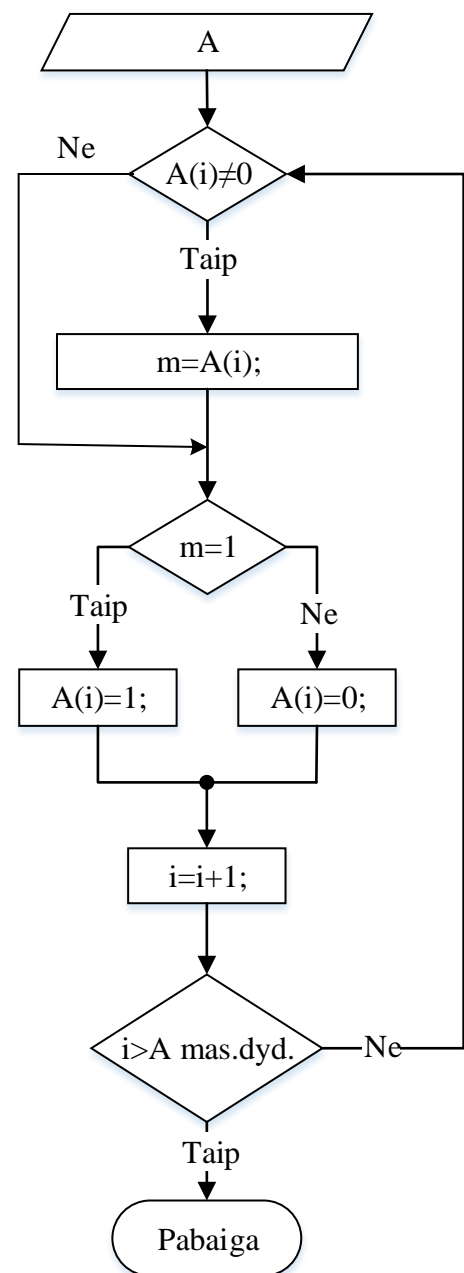 A
Ne
A(i)≠0
Taip
m=A(i);
m=1
Taip
Ne
A(i)=1;
A(i)=0;
i=i+1;
i>A mas.dyd.
Ne
Taip
Pabaiga